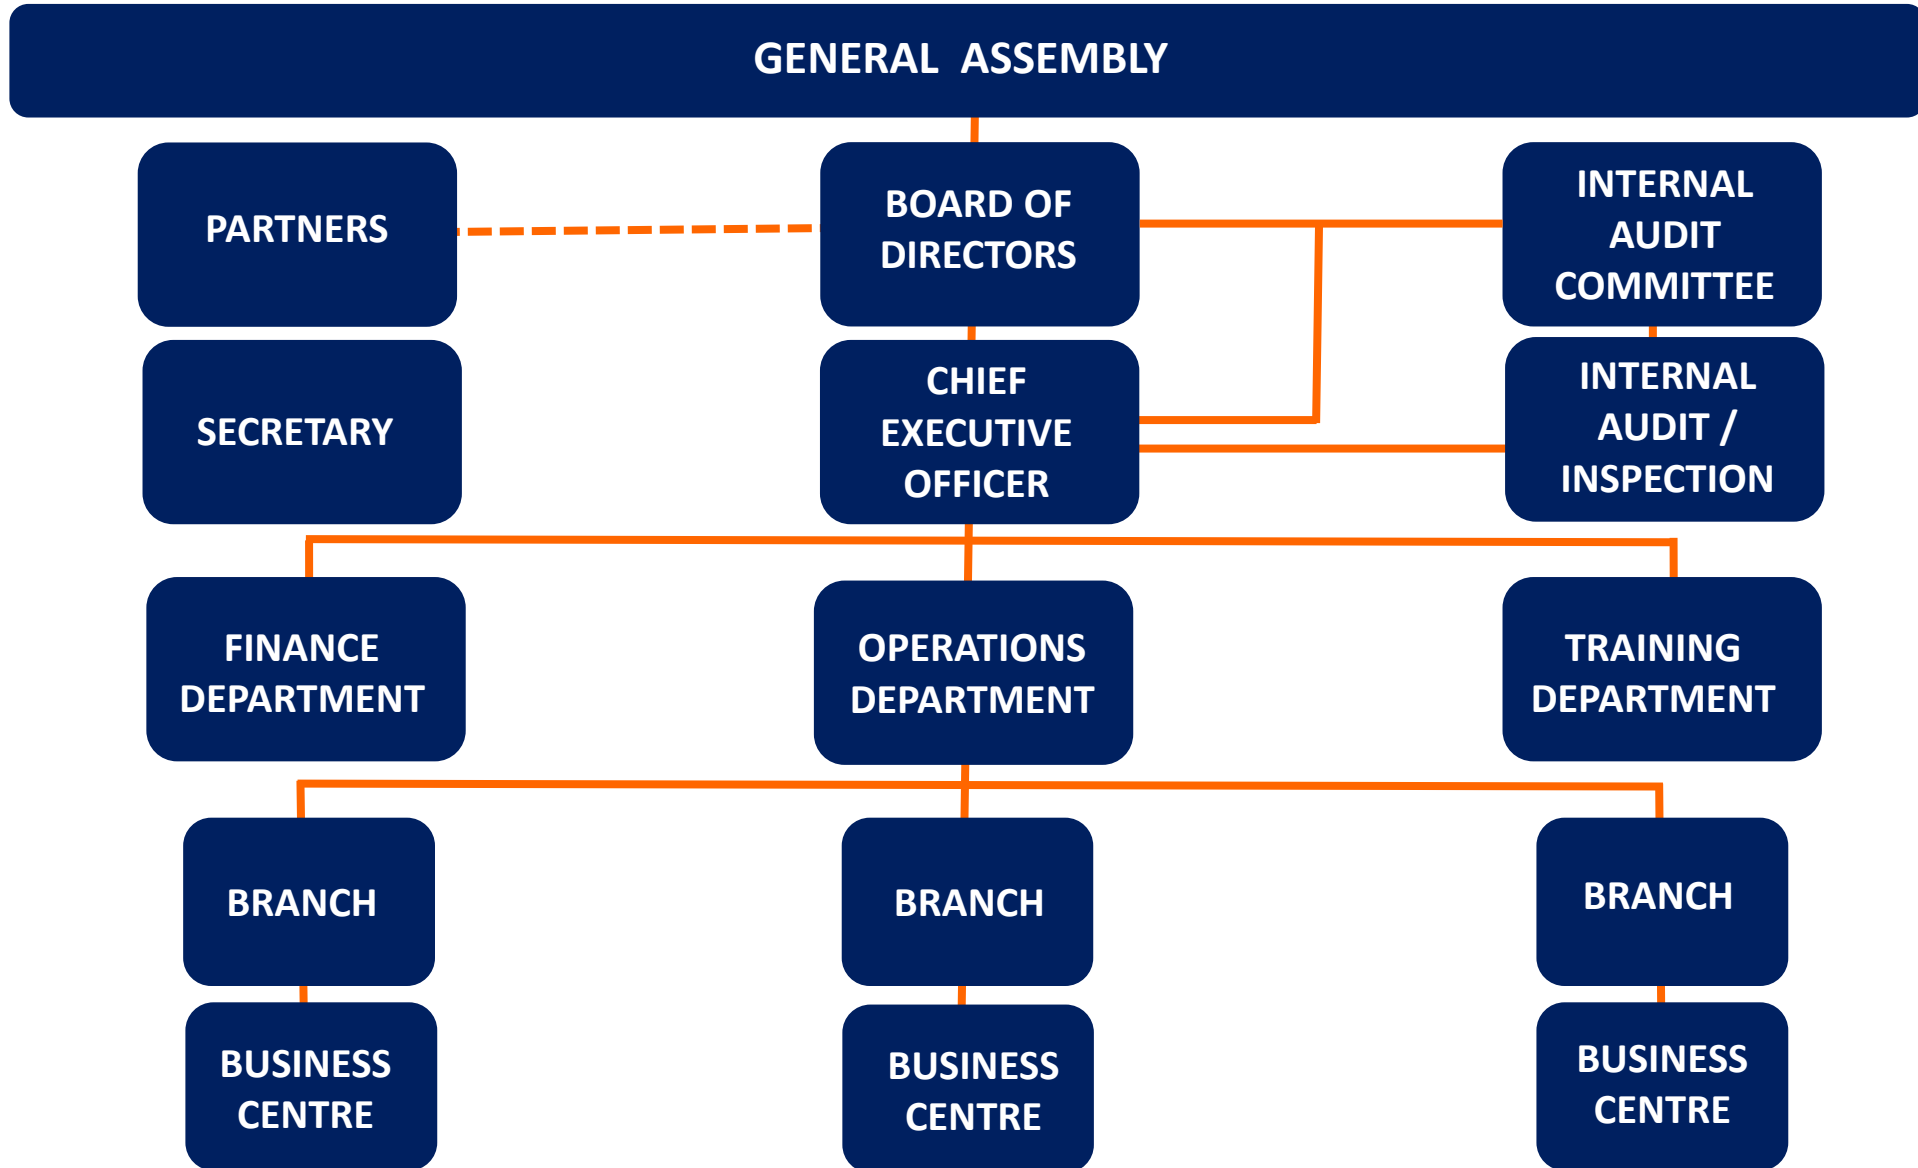 GENERAL ASSEMBLY
PARTNERS
BOARD OF
DIRECTORS
INTERNAL
AUDIT
COMMITTEE
SECRETARY
CHIEF
EXECUTIVE
OFFICER
INTERNAL
AUDIT /
INSPECTION
FINANCE
DEPARTMENT
OPERATIONS
DEPARTMENT
TRAINING
DEPARTMENT
BRANCH
BRANCH
BRANCH
BUSINESS
CENTRE
BUSINESS
CENTRE
BUSINESS
CENTRE